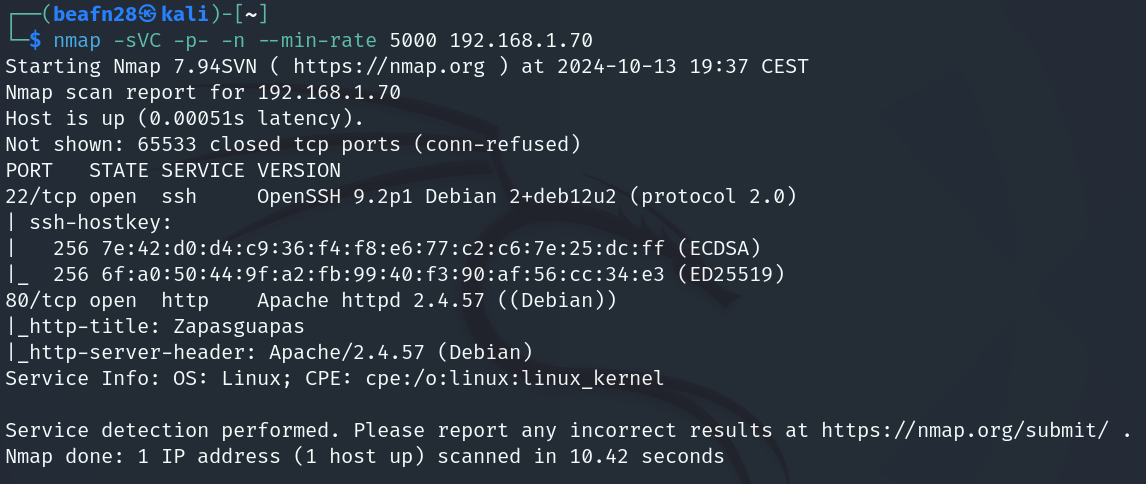 ┌──(beafn28㉿kali)-[~]
└─$ nmap -sVC -p- -n --min-rate 5000 192.168.1.70
Starting Nmap 7.94SVN ( https://nmap.org ) at 2024-10-13 19:37 CEST
Nmap scan report for 192.168.1.70
Host is up (0.00051s latency).
Not shown: 65533 closed tcp ports (conn-refused)
PORT   STATE SERVICE VERSION
22/tcp open  ssh     OpenSSH 9.2p1 Debian 2+deb12u2 (protocol 2.0)
| ssh-hostkey:
|   256 7e:42:d0:d4:c9:36:f4:f8:e6:77:c2:c6:7e:25:dc:ff (ECDSA)
|_  256 6f:a0:50:44:9f:a2:fb:99:40:f3:90:af:56:cc:34:e3 (ED25519)
80/tcp open  http    Apache httpd 2.4.57 ((Debian))
|_http-title: Zapasguapas
|_http-server-header: Apache/2.4.57 (Debian)
Service Info: OS: Linux; CPE: cpe:/o:linux:linux_kernel

Service detection performed. Please report any incorrect results at https://nmap.org/submit/ .
Nmap done: 1 IP address (1 host up) scanned in 10.42 seconds